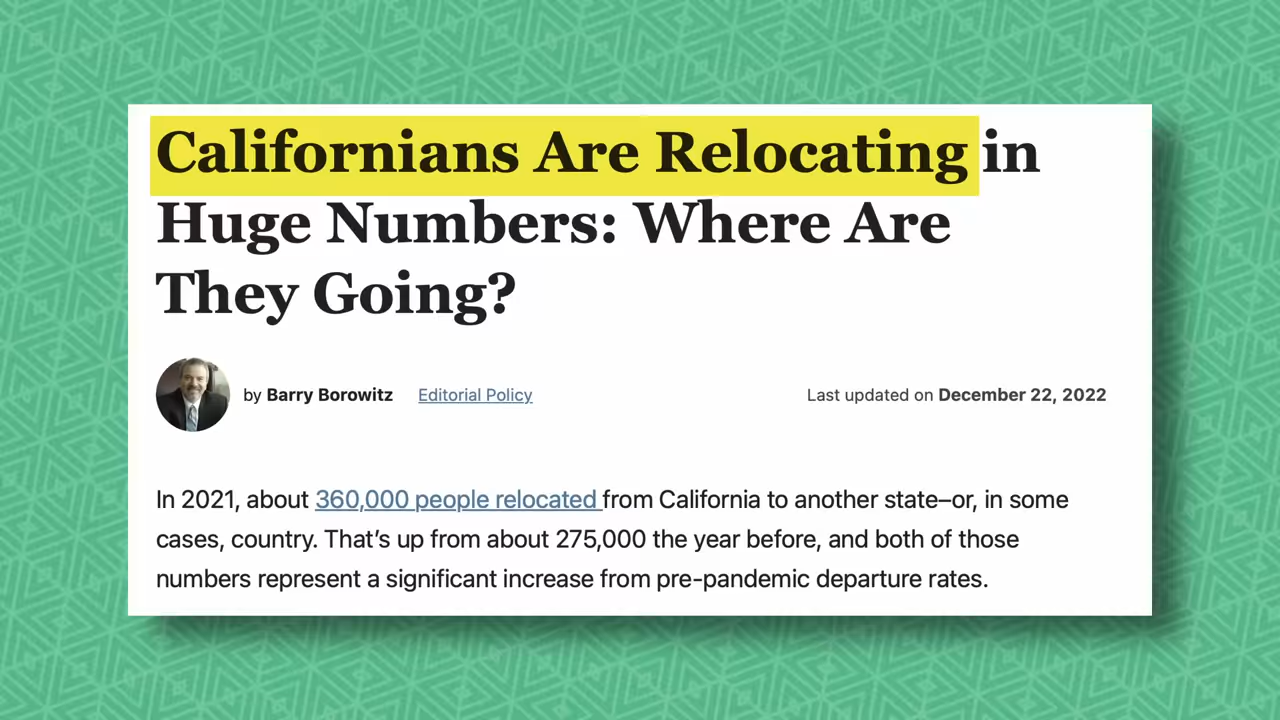 Californians Are Relocating in
Huge Numbers: Where Are
They Going?
by Barry Borowitz Editorial Policy Last updated on December 22, 2022
In 2021, about 360,000 people relocated from California to another state–or, in some
cases, country. That’s up from about 275,000 the year before, and both of those
numbers represent a significant increase from pre-pandemic departure rates.